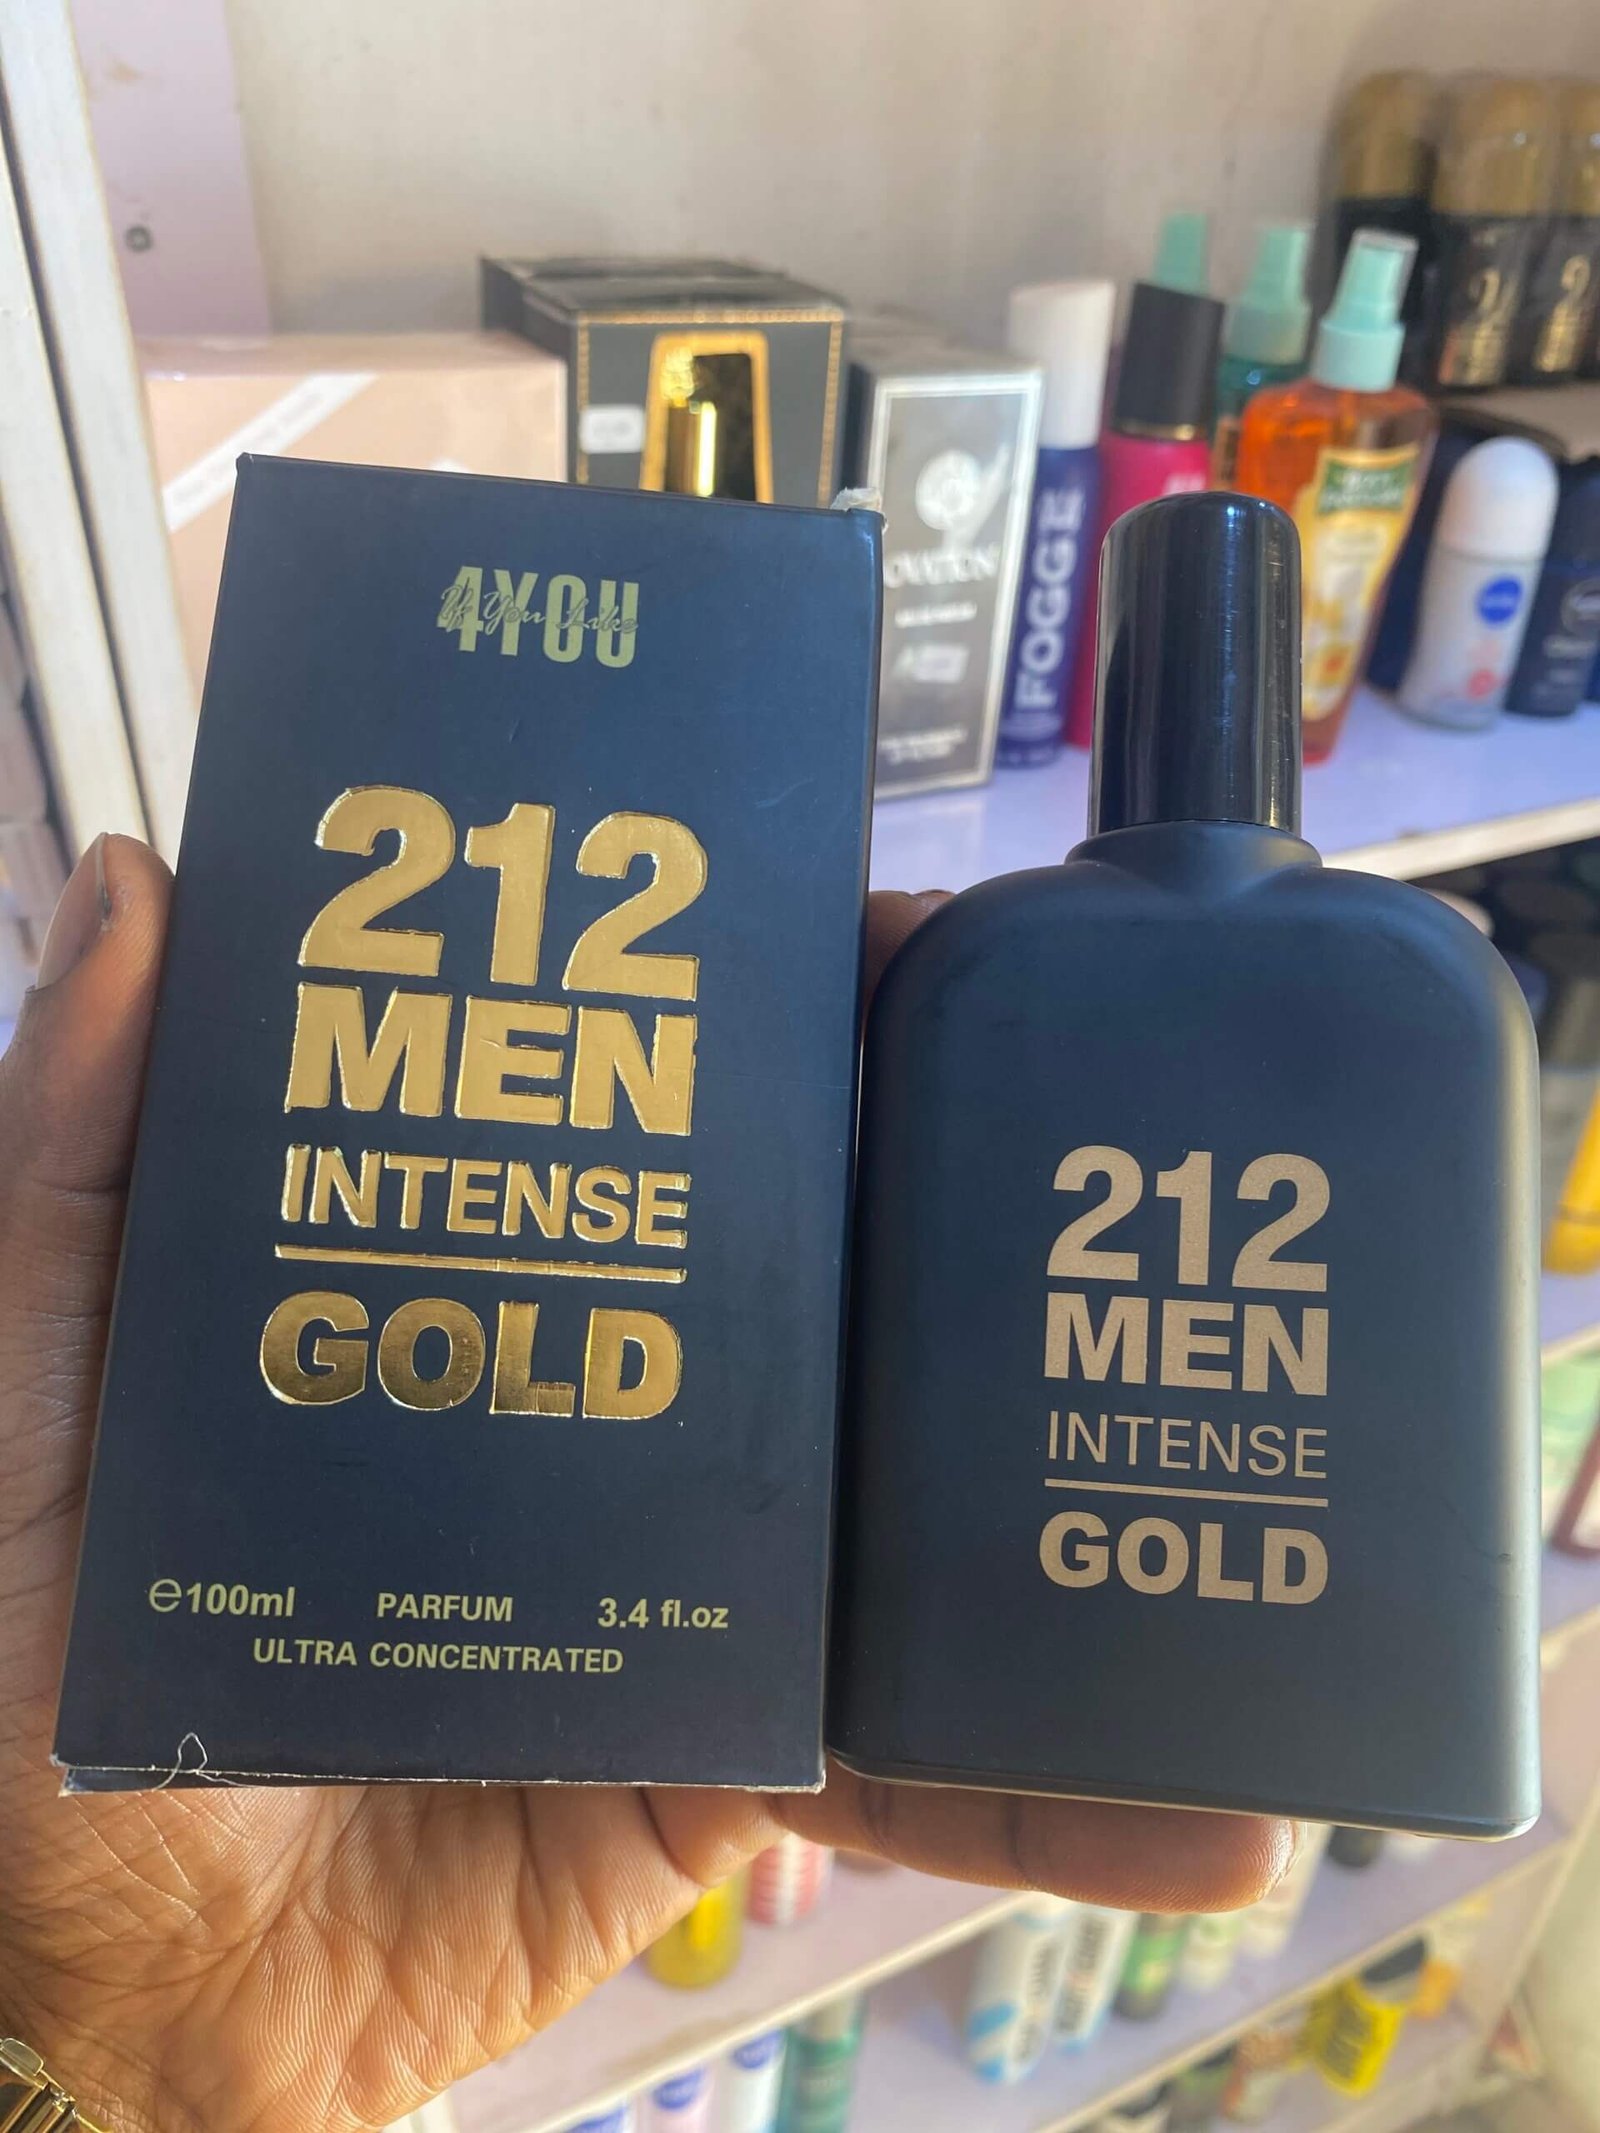 4YOU
If You Like
212
MEN
INTENSE
GOLD
℮100ml PARFUM 3.4 fl.oz
ULTRA CONCENTRATED
212
MEN
INTENSE
GOLD
FOGGE